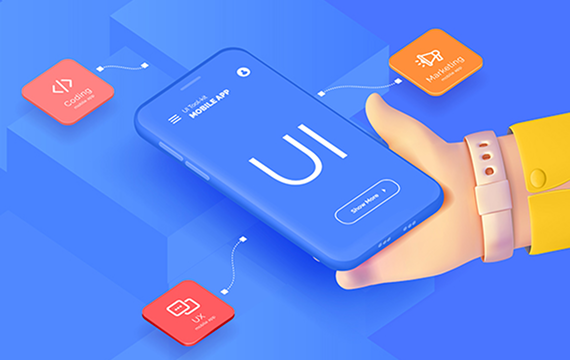 Coding
mobile app
Marketing
mobile app
UI Tool-kit
MOBILE APP
UI
Show More
UX
mobile app